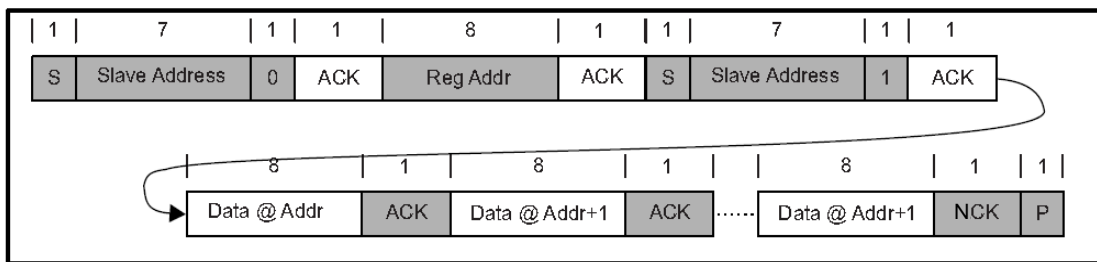 1 7 1 1 8 1 1 7 1 1
S Slave Address 0 ACK Reg Addr ACK S Slave Address 1 ACK
8 1 8 1 8 1 1
Data @ Addr ACK Data @ Addr+1 ACK ...... Data @ Addr+1 NCK P